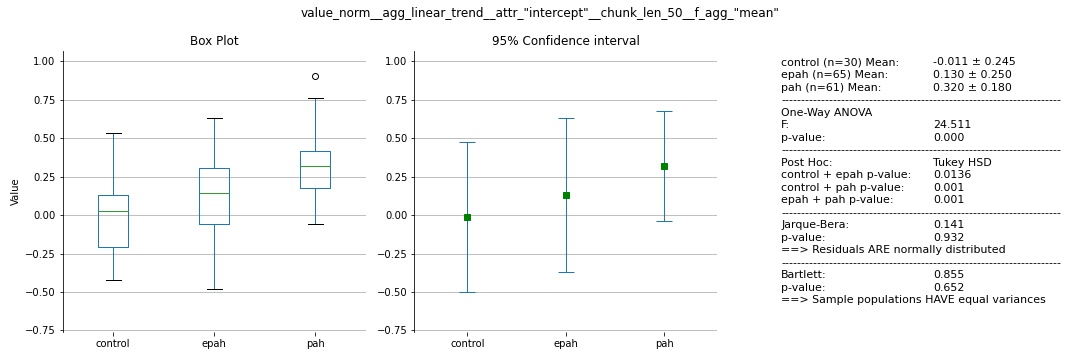 value_norm__agg_linear_trend__attr_"intercept"__chunk_len_50__f_agg_"mean"
Box Plot
1.00
0.75
0.50
0.25
0.00
−0.25
−0.50
−0.75
Value
control epah pah
95% Confidence interval
1.00
0.75
0.50
0.25
0.00
−0.25
−0.50
−0.75
control epah pah
control (n=30) Mean: -0.011 ± 0.245
epah (n=65) Mean: 0.130 ± 0.250
pah (n=61) Mean: 0.320 ± 0.180
One-Way ANOVA
F: 24.511
p-value: 0.000
Post Hoc: Tukey HSD
control + epah p-value: 0.0136
control + pah p-value: 0.001
epah + pah p-value: 0.001
Jarque-Bera: 0.141
p-value: 0.932
==> Residuals ARE normally distributed
Bartlett: 0.855
p-value: 0.652
==> Sample populations HAVE equal variances